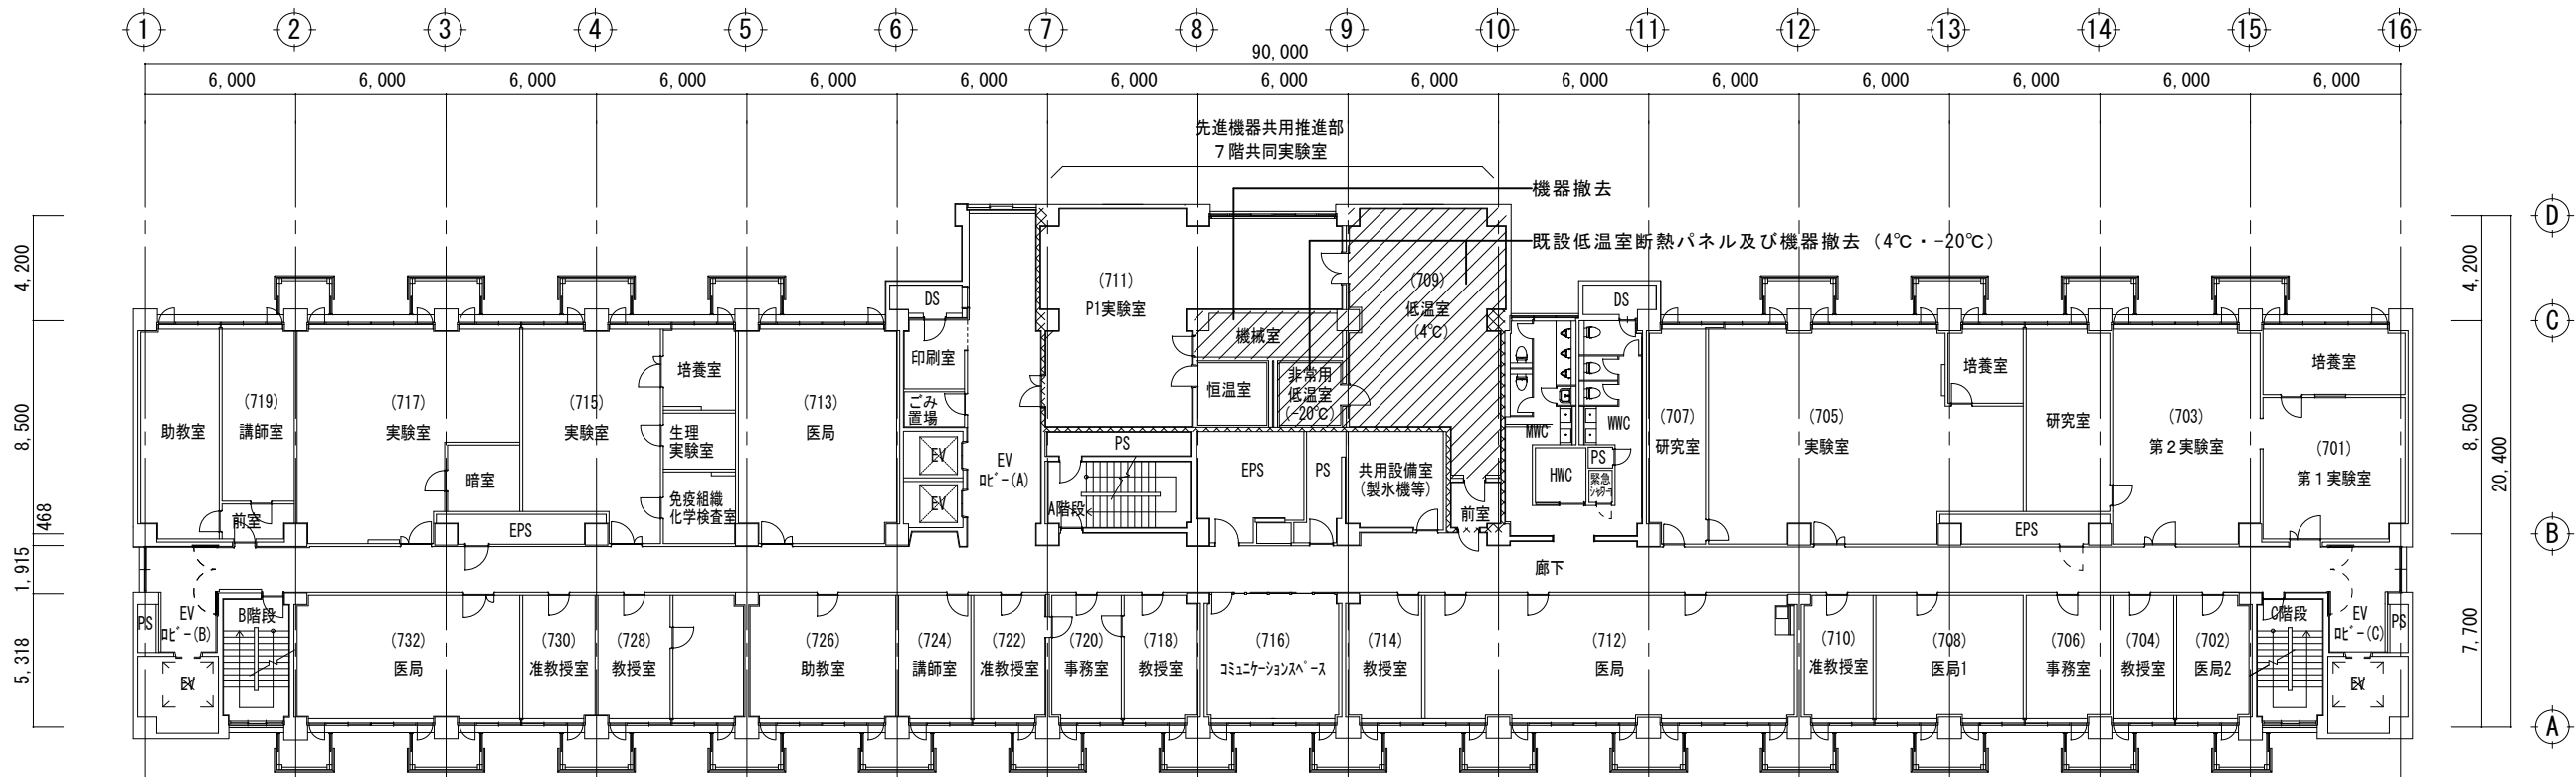 1 2 3 4 5 6 7 8 9 10 11 12 13 14 15 16
90,000
6,000 6,000 6,000 6,000 6,000 6,000 6,000 6,000 6,000 6,000 6,000 6,000 6,000 6,000 6,000
先進機器共用推進部
7階共同実験室
機器撤去
既設低温室断熱パネル及び機器撤去（4℃・-20℃）
D
C
B
A
4,200
8,500
468
1,915
5,318
4,200
8,500
7,700
20,400
助教室
(719)
講師室
前室
(717)
実験室
暗室
EPS
(715)
実験室
培養室
生理
実験室
免疫組織
化学検査室
(713)
医局
DS
印刷室
ごみ
置場
EV
EV
EV
ﾛﾋﾞｰ(A)
(711)
P1実験室
PS
A階段
機械室
恒温室
非常用
低温室
(-20℃)
(709)
低温室
(4℃)
EPS
PS
共用設備室
(製氷機等)
前室
DS
MWC
WWC
HWC
PS
緊急
ｼｬﾜｰ
(707)
研究室
(705)
実験室
培養室
研究室
EPS
(703)
第2実験室
培養室
(701)
第1実験室
廊下
PS
EV
ﾛﾋﾞｰ(B)
EV
B階段
(732)
医局
(730)
准教授室
(728)
教授室
(726)
助教室
(724)
講師室
(722)
准教授室
(720)
事務室
(718)
教授室
(716)
ｺﾐｭﾆｹｰｼｮﾝｽﾍﾟｰｽ
(714)
教授室
(712)
医局
(710)
准教授室
(708)
医局1
(706)
事務室
(704)
教授室
(702)
医局2
C階段
EV
ﾛﾋﾞｰ(C)
PS
EV